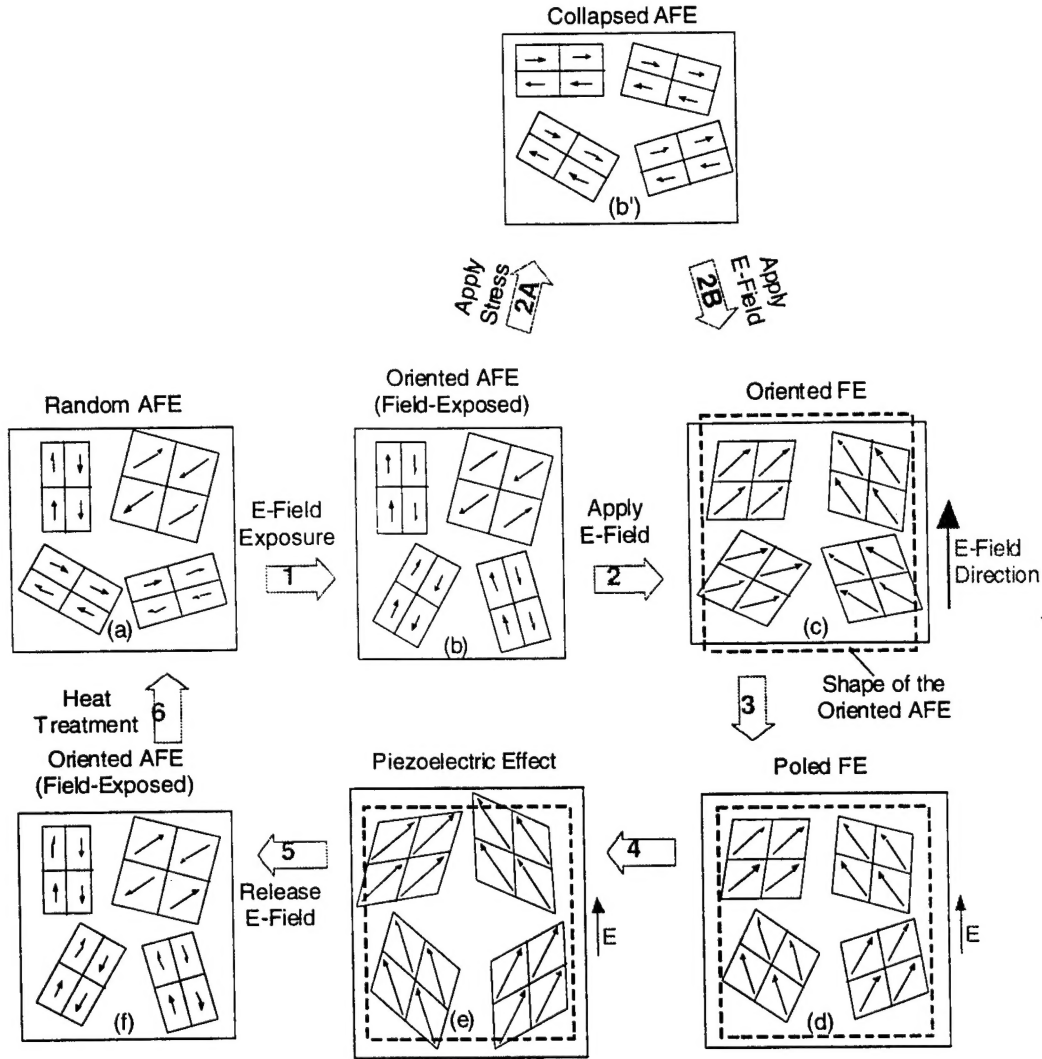 Collapsed AFE
(b')
Apply
Stress
2A
2B
Apply
E-Field
Random AFE
(a)
E-Field
Exposure
1
Oriented AFE
(Field-Exposed)
(b)
Apply
E-Field
2
Oriented FE
(c)
E-Field
Direction
Shape of the
Oriented AFE
Heat
Treatment
6
3
Oriented AFE
(Field-Exposed)
(f)
5
Release
E-Field
Piezoelectric Effect
(e)
E
4
Poled FE
(d)
E